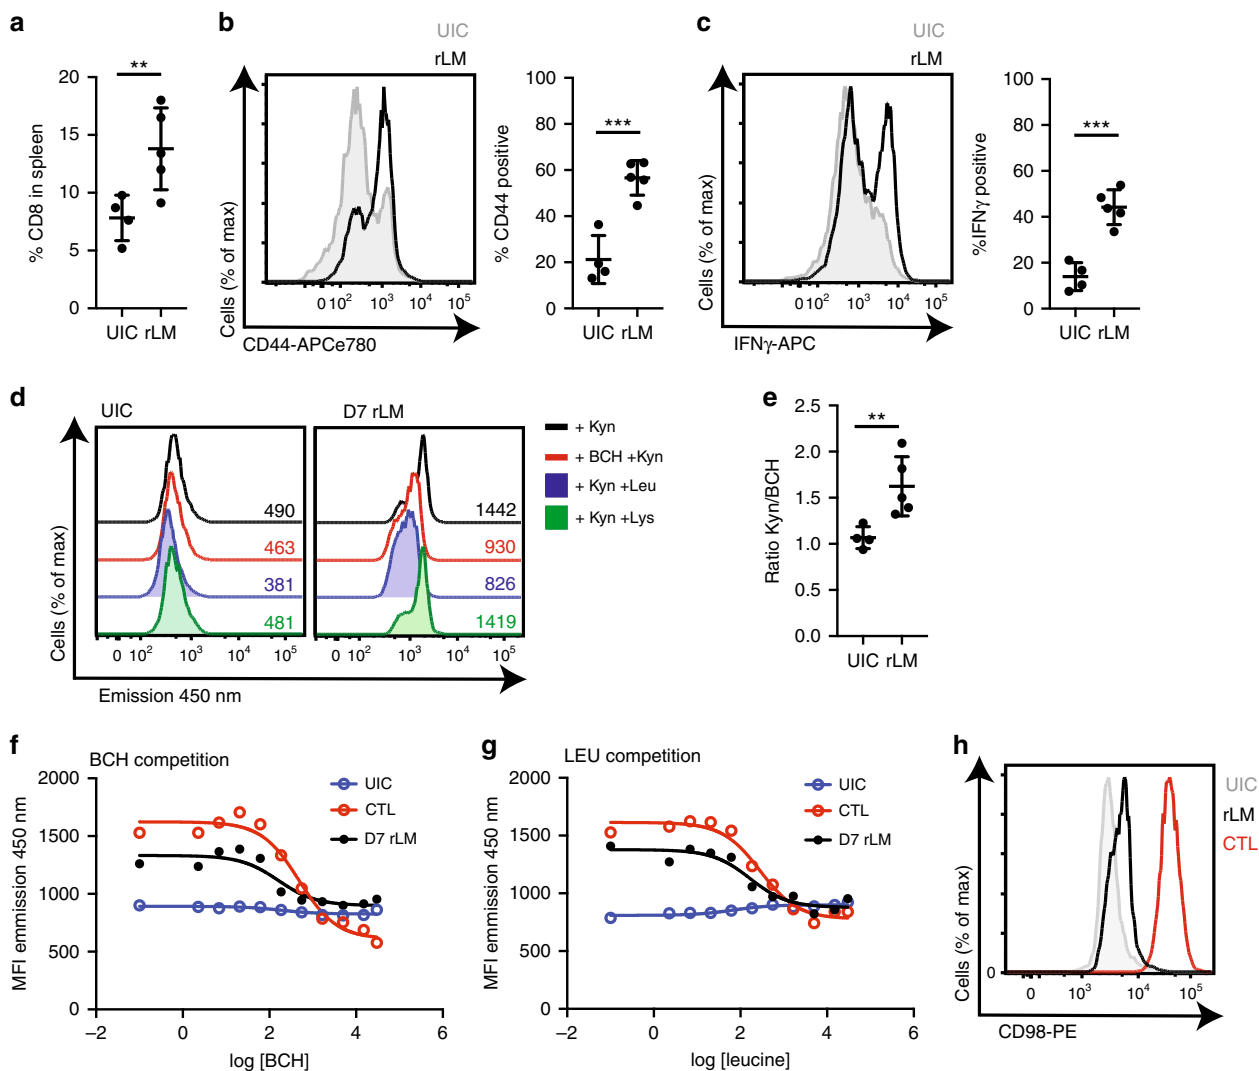 a
**
% CD8 in spleen
20
15
10
5
0
UIC rLM
b
UIC
rLM
Cells (% of max)
0 10² 10³ 10⁴ 10⁵
CD44-APCe780
***
% CD44 positive
100
80
60
40
20
0
UIC rLM
c
UIC
rLM
Cells (% of max)
0 10² 10³ 10⁴ 10⁵
IFNγ-APC
***
%IFNγ positive
100
80
60
40
20
0
UIC rLM
d
UIC
D7 rLM
Cells (% of max)
490
463
381
481
1442
930
826
1419
0 10² 10³ 10⁴ 10⁵
0 10² 10³ 10⁴ 10⁵
Emission 450 nm
+ Kyn
+ BCH +Kyn
+ Kyn +Leu
+ Kyn +Lys
e
**
Ratio Kyn/BCH
2.5
2.0
1.5
1.0
0.5
0.0
UIC rLM
f
BCH competition
MFI emmission 450 nm
2000
1500
1000
500
0
−2 0 2 4 6
log [BCH]
UIC
CTL
D7 rLM
g
LEU competition
MFI emmission 450 nm
2000
1500
1000
500
0
−2 0 2 4 6
log [leucine]
UIC
CTL
D7 rLM
h
UIC
rLM
CTL
Cells (% of max)
0
0 10³ 10⁴ 10⁵
CD98-PE